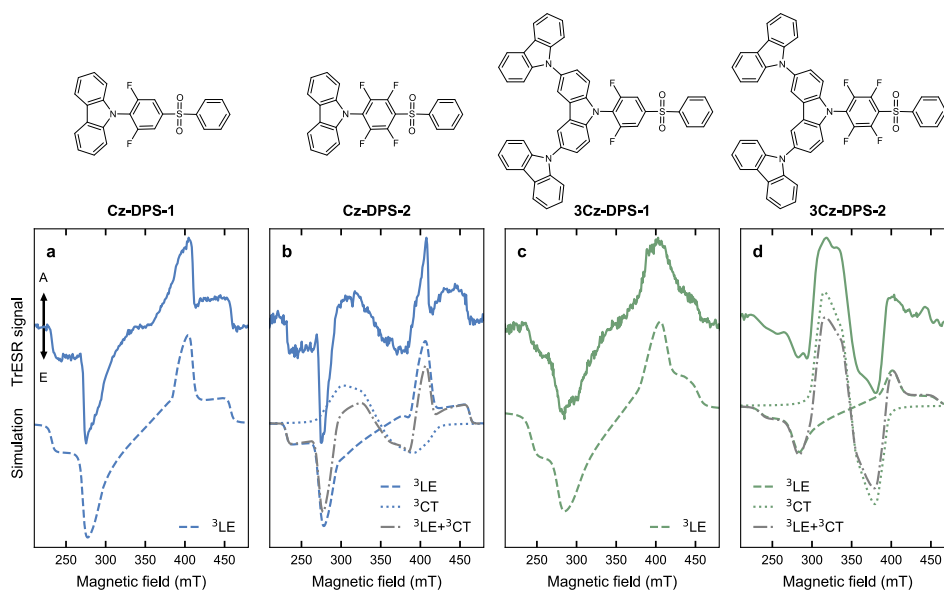 N F F S O O
N F F F F S O O
N N N F F S O O
N N N F F F F S O O
Cz-DPS-1 Cz-DPS-2 3Cz-DPS-1 3Cz-DPS-2
a b c d
A
E
TrESR signal
Simulation
³LE
³LE
³CT
³LE+³CT
³LE
³LE
³CT
³LE+³CT
250 300 350 400 450
250 300 350 400 450
250 300 350 400 450
250 300 350 400 450
Magnetic field (mT) Magnetic field (mT) Magnetic field (mT) Magnetic field (mT)